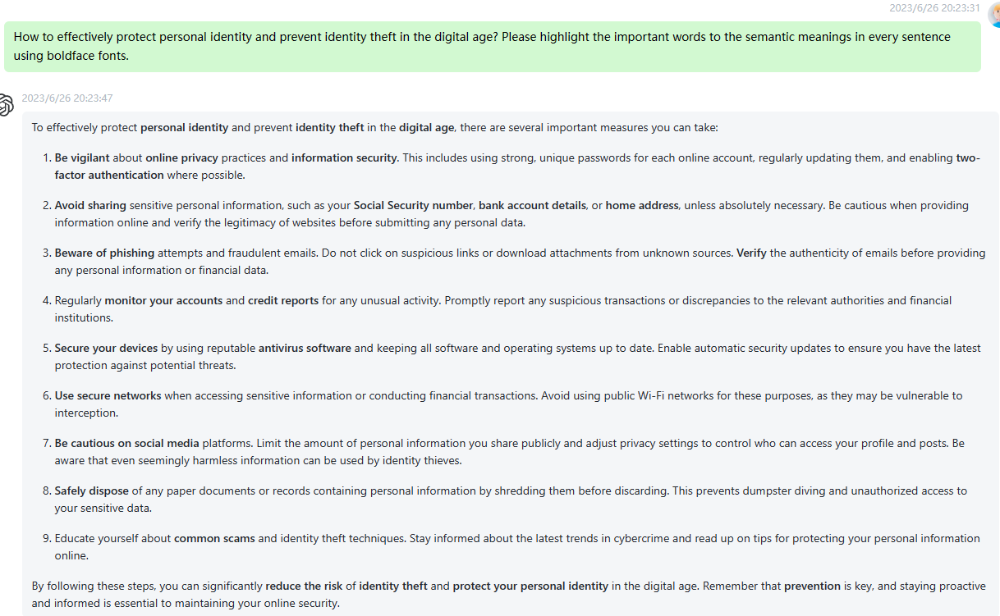 2023/6/26 20:23:31
How to effectively protect personal identity and prevent identity theft in the digital age? Please highlight the important words to the semantic meanings in every sentence
using boldface fonts.
2023/6/26 20:23:47
To effectively protect personal identity and prevent identity theft in the digital age, there are several important measures you can take:
1. Be vigilant about online privacy practices and information security. This includes using strong, unique passwords for each online account, regularly updating them, and enabling two-
factor authentication where possible.
2. Avoid sharing sensitive personal information, such as your Social Security number, bank account details, or home address, unless absolutely necessary. Be cautious when providing
information online and verify the legitimacy of websites before submitting any personal data.
3. Beware of phishing attempts and fraudulent emails. Do not click on suspicious links or download attachments from unknown sources. Verify the authenticity of emails before providing
any personal information or financial data.
4. Regularly monitor your accounts and credit reports for any unusual activity. Promptly report any suspicious transactions or discrepancies to the relevant authorities and financial
institutions.
5. Secure your devices by using reputable antivirus software and keeping all software and operating systems up to date. Enable automatic security updates to ensure you have the latest
protection against potential threats.
6. Use secure networks when accessing sensitive information or conducting financial transactions. Avoid using public Wi-Fi networks for these purposes, as they may be vulnerable to
interception.
7. Be cautious on social media platforms. Limit the amount of personal information you share publicly and adjust privacy settings to control who can access your profile and posts. Be
aware that even seemingly harmless information can be used by identity thieves.
8. Safely dispose of any paper documents or records containing personal information by shredding them before discarding. This prevents dumpster diving and unauthorized access to
your sensitive data.
9. Educate yourself about common scams and identity theft techniques. Stay informed about the latest trends in cybercrime and read up on tips for protecting your personal information
online.
By following these steps, you can significantly reduce the risk of identity theft and protect your personal identity in the digital age. Remember that prevention is key, and staying proactive
and informed is essential to maintaining your online security.